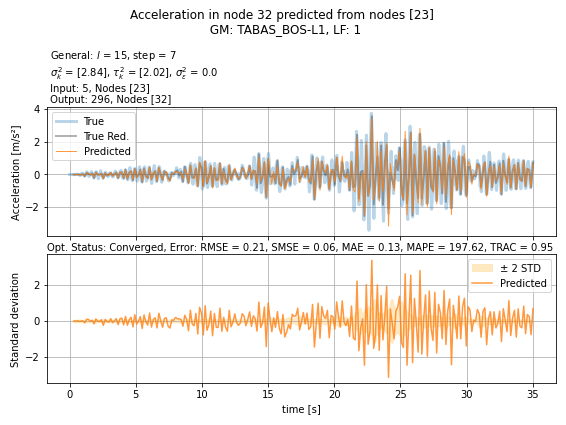 Acceleration in node 32 predicted from nodes [23]
GM: TABAS_BOS-L1, LF: 1
General: l = 15, step = 7
σ²ₖ = [2.84], τ²ₖ = [2.02], σ²ₑ = 0.0
Input: 5, Nodes [23]
Output: 296, Nodes [32]
Acceleration [m/s²]
4
2
0
−2
True
True Red.
Predicted
Opt. Status: Converged, Error: RMSE = 0.21, SMSE = 0.06, MAE = 0.13, MAPE = 197.62, TRAC = 0.95
Standard deviation
2
0
−2
± 2 STD
Predicted
0 5 10 15 20 25 30 35
time [s]